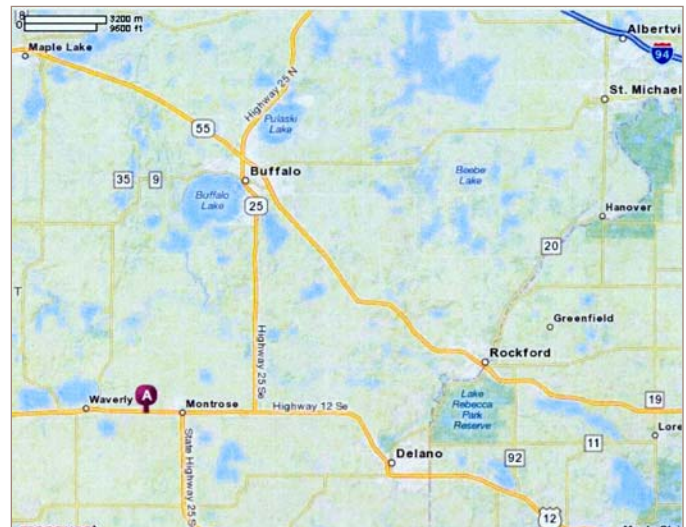 0
3200 m
9600 ft
Maple Lake
Albertvi
94
St. Michael
Highway 25 N
Pulaski
Lake
55
Buffalo
35
9
Beebe
Lake
Buffalo
Lake
25
Hanover
20
T
Greenfield
Highway 25 Se
Rockford
Waverly
A
Montrose
Highway 12 Se
Lake
Rebecca
Park
Reserve
19
Lore
11
State Highway 25 S
Delano
92
12